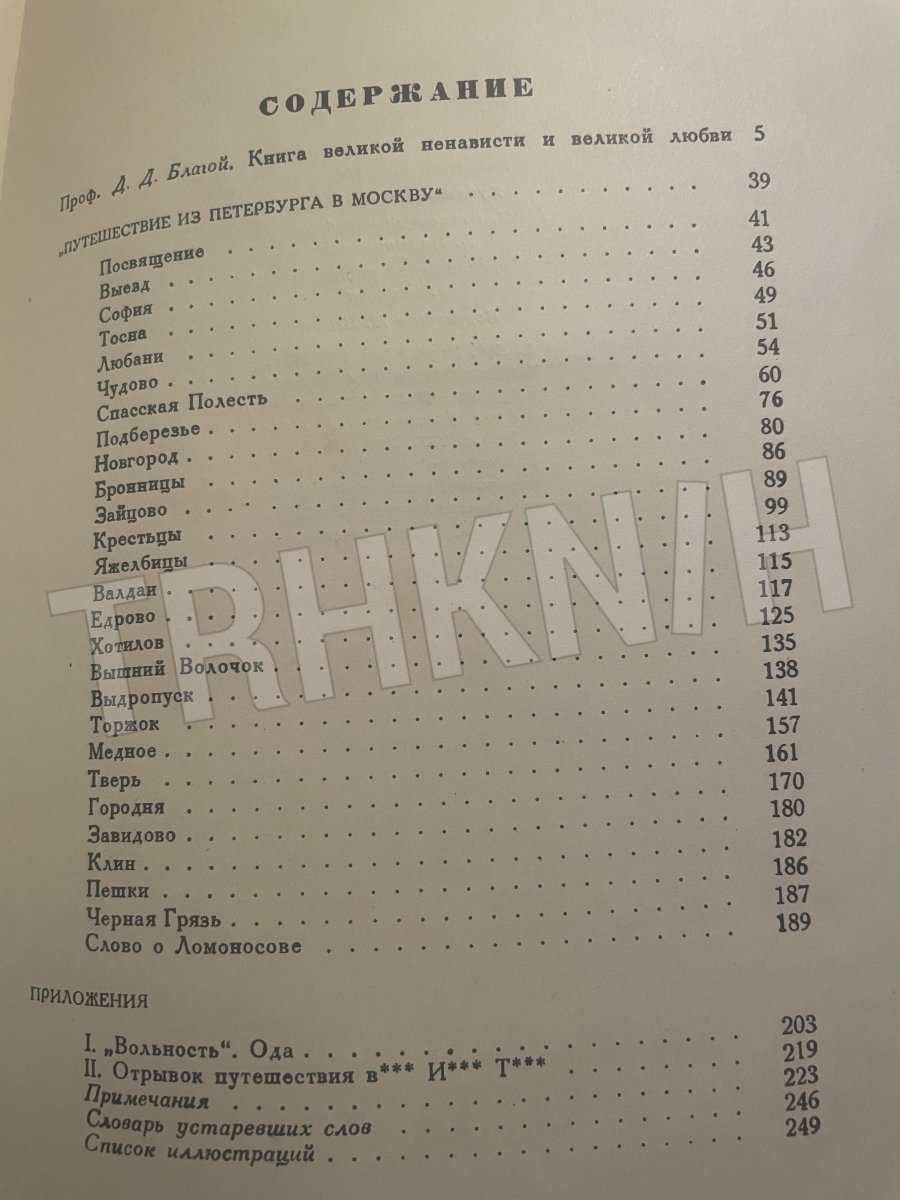 СОДЕРЖАНИЕ
Проф. Д. Д. Благой. Книга великой ненависти и великой любви 5
„ПУТЕШЕСТВИЕ ИЗ ПЕТЕРБУРГА В МОСКВУ“ . . . . . . . . . . . 39
Посвящение . . . . . . . . . . . . . . . . . . . . . . 41
Выезд . . . . . . . . . . . . . . . . . . . . . . . . 43
София . . . . . . . . . . . . . . . . . . . . . . . . 46
Тосна . . . . . . . . . . . . . . . . . . . . . . . . 49
Любани . . . . . . . . . . . . . . . . . . . . . . . . 51
Чудово . . . . . . . . . . . . . . . . . . . . . . . . 54
Спасская Полесть . . . . . . . . . . . . . . . . . . . 60
Подберезье . . . . . . . . . . . . . . . . . . . . . . 76
Новгород . . . . . . . . . . . . . . . . . . . . . . . 80
Бронницы . . . . . . . . . . . . . . . . . . . . . . . 86
Зайцово . . . . . . . . . . . . . . . . . . . . . . . 89
Крестьцы . . . . . . . . . . . . . . . . . . . . . . . 99
Яжелбицы . . . . . . . . . . . . . . . . . . . . . . . 113
Валдаи . . . . . . . . . . . . . . . . . . . . . . . . 115
Едрово . . . . . . . . . . . . . . . . . . . . . . . . 117
Хотилов . . . . . . . . . . . . . . . . . . . . . . . 125
Вышний Волочок . . . . . . . . . . . . . . . . . . . . 135
Выдропуск . . . . . . . . . . . . . . . . . . . . . . 138
Торжок . . . . . . . . . . . . . . . . . . . . . . . . 141
Медное . . . . . . . . . . . . . . . . . . . . . . . . 157
Тверь . . . . . . . . . . . . . . . . . . . . . . . . 161
Городня . . . . . . . . . . . . . . . . . . . . . . . 170
Завидово . . . . . . . . . . . . . . . . . . . . . . . 180
Клин . . . . . . . . . . . . . . . . . . . . . . . . . 182
Пешки . . . . . . . . . . . . . . . . . . . . . . . . 186
Черная Грязь . . . . . . . . . . . . . . . . . . . . . 187
Слово о Ломоносове . . . . . . . . . . . . . . . . . . 189
ПРИЛОЖЕНИЯ
I. „Вольность“. Ода . . . . . . . . . . . . . . . . . . 203
II. Отрывок путешествия в*** И*** Т*** . . . . . . . . 219
Примечания . . . . . . . . . . . . . . . . . . . . . . 223
Словарь устаревших слов . . . . . . . . . . . . . . . . 246
Список иллюстраций . . . . . . . . . . . . . . . . . . 249
TRHKN/H